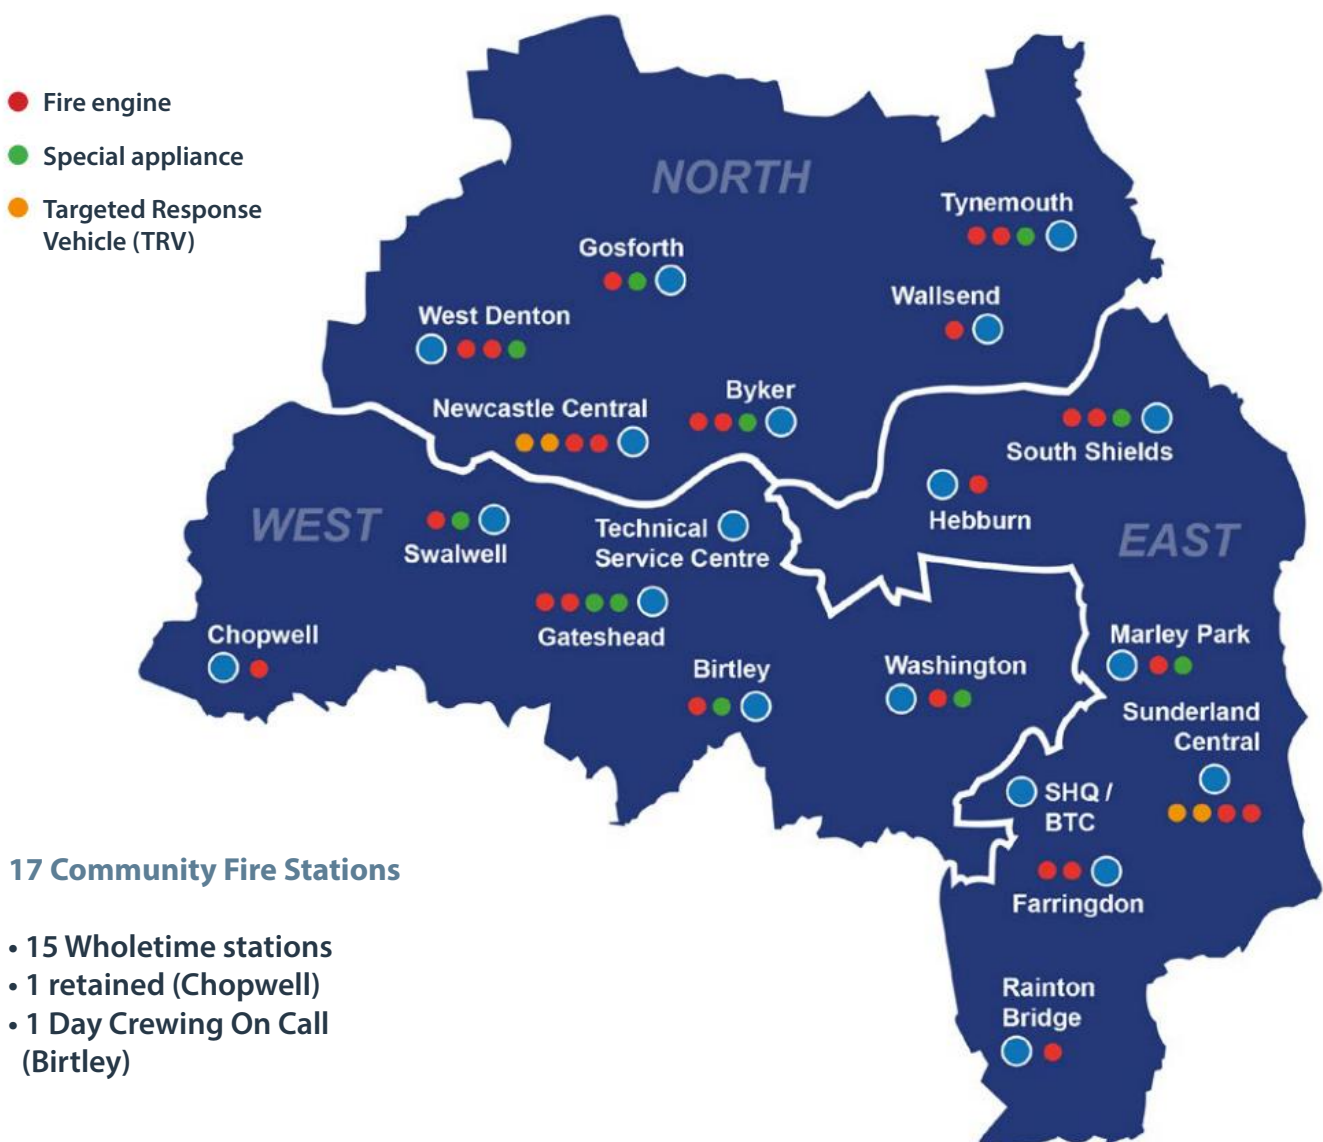 Fire engine
Special appliance
Targeted Response
Vehicle (TRV)
NORTH
Tynemouth
Gosforth
Wallsend
West Denton
Byker
Newcastle Central
South Shields
Hebburn
WEST
EAST
Swalwell
Technical
Service Centre
Gateshead
Chopwell
Marley Park
Birtley
Washington
Sunderland
Central
SHQ /
BTC
Farringdon
Rainton
Bridge
17 Community Fire Stations
• 15 Wholetime stations
• 1 retained (Chopwell)
• 1 Day Crewing On Call
(Birtley)